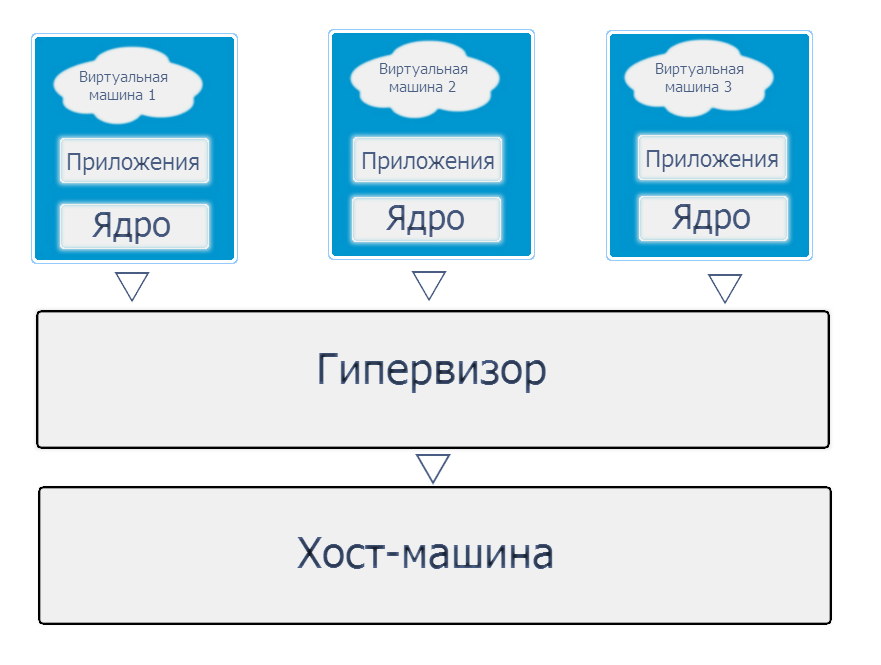 Виртуальная
машина 1
Виртуальная
машина 2
Виртуальная
машина 3
Приложения
Приложения
Приложения
Ядро
Ядро
Ядро
Гипервизор
Хост-машина